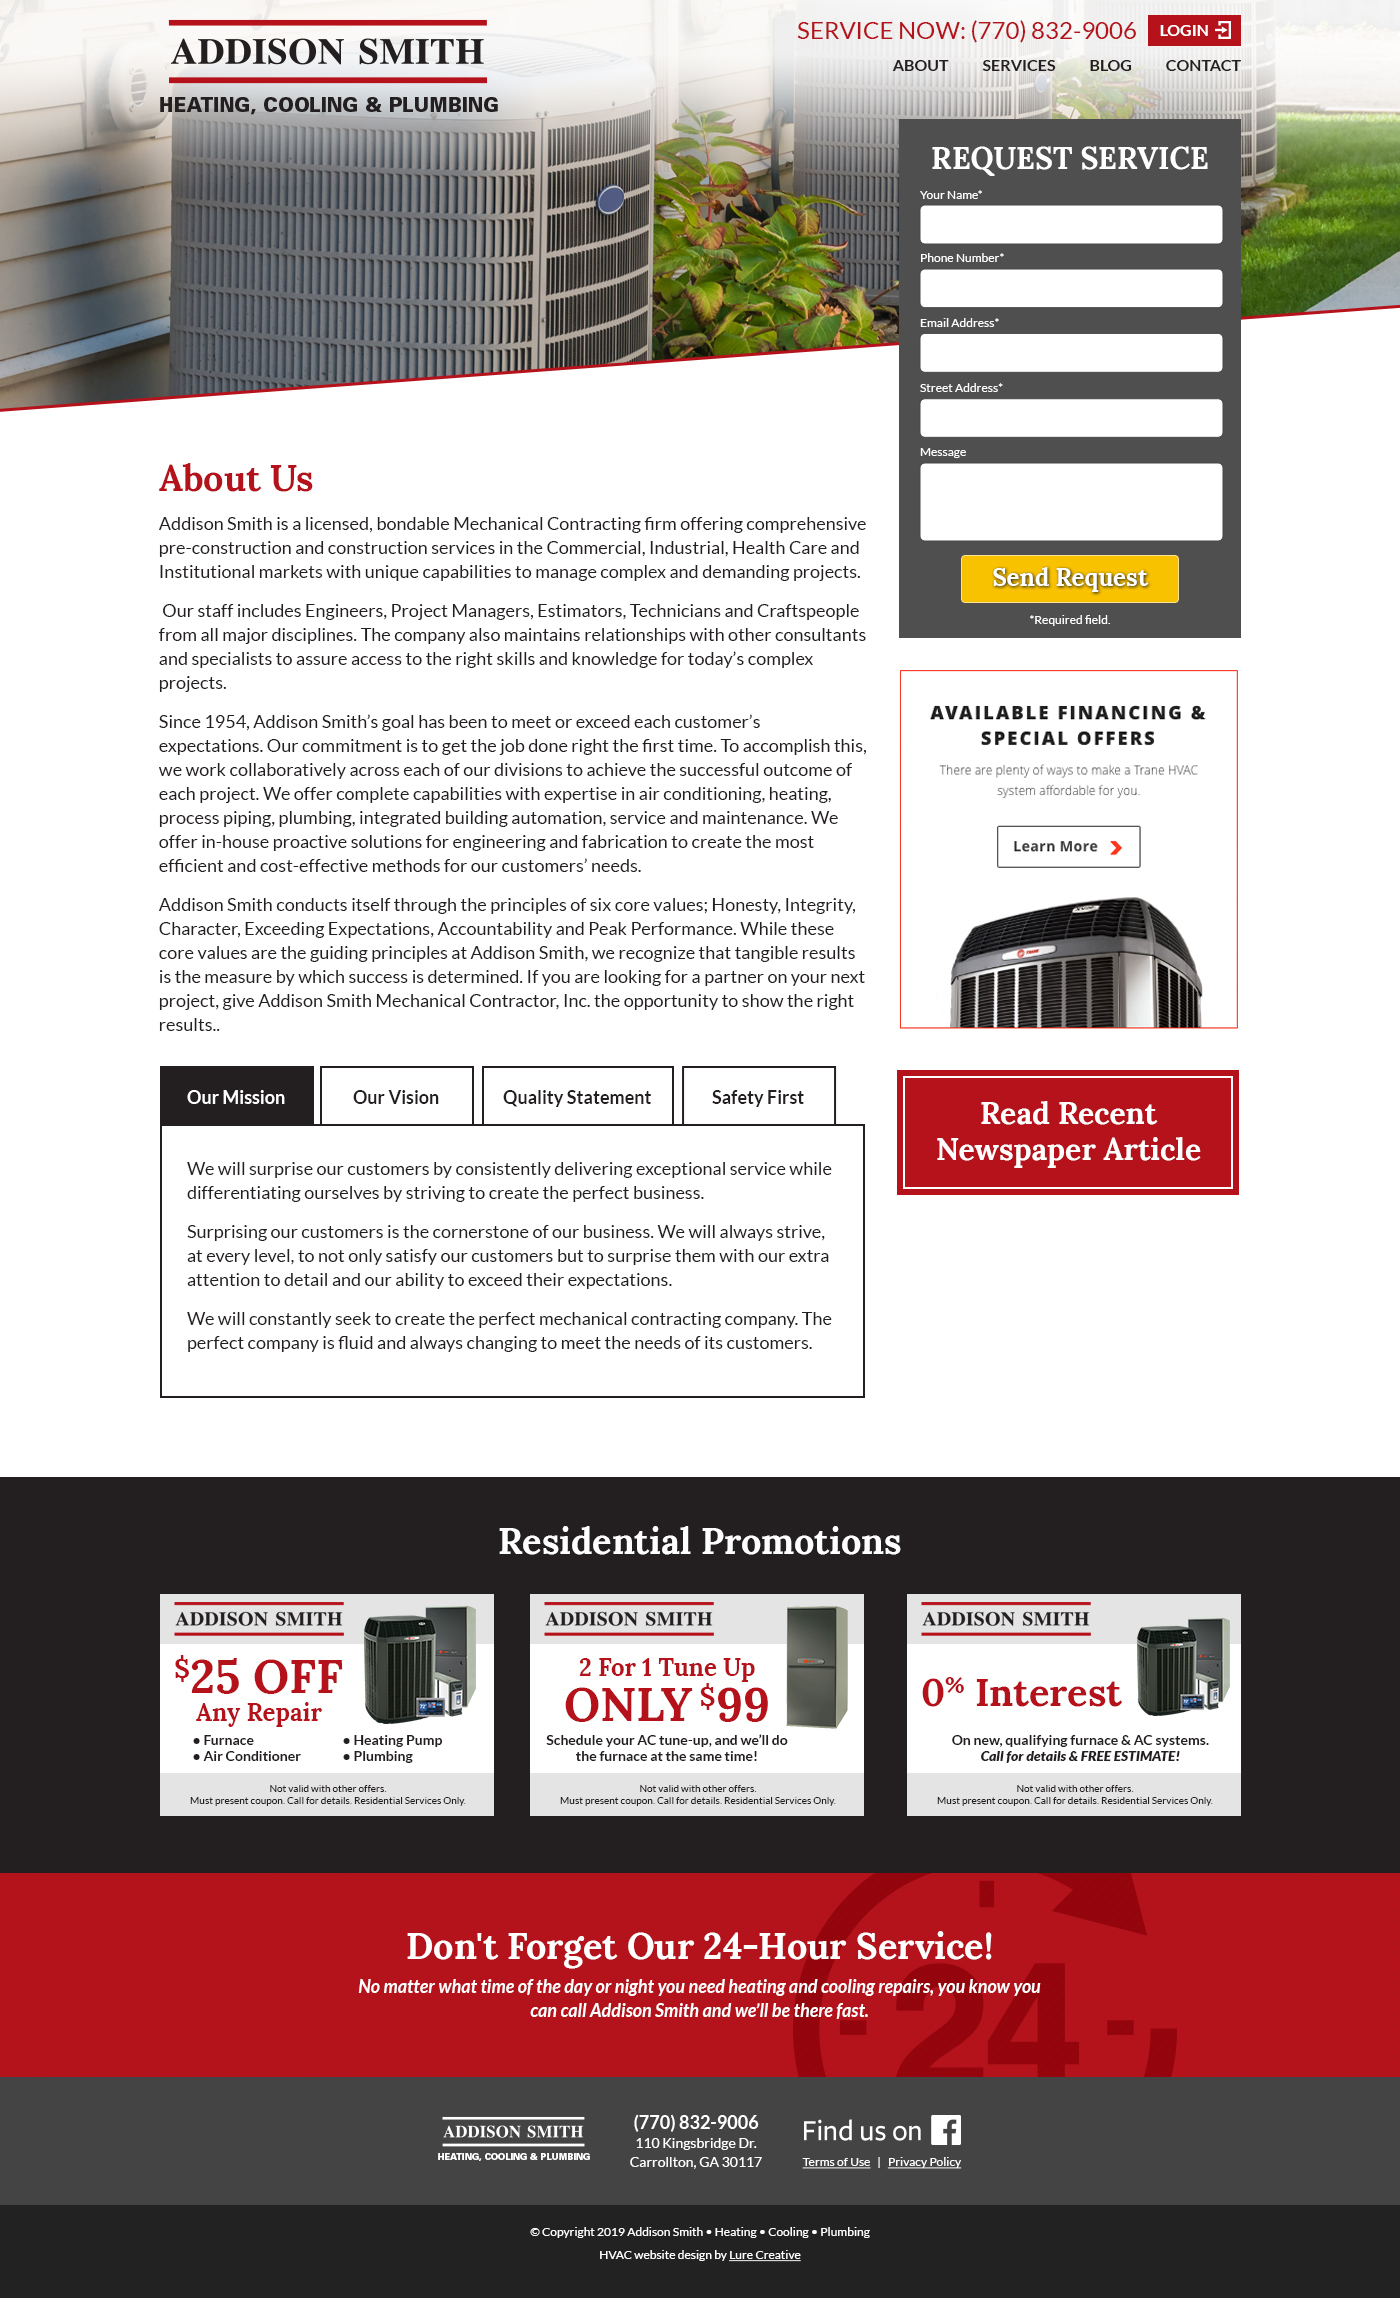 ADDISON SMITH
HEATING, COOLING & PLUMBING
SERVICE NOW: (770) 832-9006
LOGIN
ABOUT SERVICES BLOG CONTACT
REQUEST SERVICE
Your Name*
Phone Number*
Email Address*
Street Address*
Message
Send Request
*Required field.
About Us
Addison Smith is a licensed, bondable Mechanical Contracting firm offering comprehensive
pre-construction and construction services in the Commercial, Industrial, Health Care and
Institutional markets with unique capabilities to manage complex and demanding projects.
Our staff includes Engineers, Project Managers, Estimators, Technicians and Craftspeople
from all major disciplines. The company also maintains relationships with other consultants
and specialists to assure access to the right skills and knowledge for today’s complex
projects.
Since 1954, Addison Smith’s goal has been to meet or exceed each customer’s
expectations. Our commitment is to get the job done right the first time. To accomplish this,
we work collaboratively across each of our divisions to achieve the successful outcome of
each project. We offer complete capabilities with expertise in air conditioning, heating,
process piping, plumbing, integrated building automation, service and maintenance. We
offer in-house proactive solutions for engineering and fabrication to create the most
efficient and cost-effective methods for our customers’ needs.
Addison Smith conducts itself through the principles of six core values; Honesty, Integrity,
Character, Exceeding Expectations, Accountability and Peak Performance. While these
core values are the guiding principles at Addison Smith, we recognize that tangible results
is the measure by which success is determined. If you are looking for a partner on your next
project, give Addison Smith Mechanical Contractor, Inc. the opportunity to show the right
results..
AVAILABLE FINANCING &
SPECIAL OFFERS
There are plenty of ways to make a Trane HVAC
system affordable for you.
Learn More
TRANE
Read Recent
Newspaper Article
Our Mission
Our Vision
Quality Statement
Safety First
We will surprise our customers by consistently delivering exceptional service while
differentiating ourselves by striving to create the perfect business.
Surprising our customers is the cornerstone of our business. We will always strive,
at every level, to not only satisfy our customers but to surprise them with our extra
attention to detail and our ability to exceed their expectations.
We will constantly seek to create the perfect mechanical contracting company. The
perfect company is fluid and always changing to meet the needs of its customers.
Residential Promotions
ADDISON SMITH
$25 OFF
Any Repair
• Furnace
• Air Conditioner
• Heating Pump
• Plumbing
Not valid with other offers.
Must present coupon. Call for details. Residential Services Only.
ADDISON SMITH
2 For 1 Tune Up
ONLY $99
Schedule your AC tune-up, and we’ll do
the furnace at the same time!
Not valid with other offers.
Must present coupon. Call for details. Residential Services Only.
ADDISON SMITH
0% Interest
On new, qualifying furnace & AC systems.
Call for details & FREE ESTIMATE!
Not valid with other offers.
Must present coupon. Call for details. Residential Services Only.
Don't Forget Our 24-Hour Service!
No matter what time of the day or night you need heating and cooling repairs, you know you
can call Addison Smith and we’ll be there fast.
24
ADDISON SMITH
HEATING, COOLING & PLUMBING
(770) 832-9006
110 Kingsbridge Dr.
Carrollton, GA 30117
Find us on f
Terms of Use | Privacy Policy
© Copyright 2019 Addison Smith • Heating • Cooling • Plumbing
HVAC website design by Lure Creative